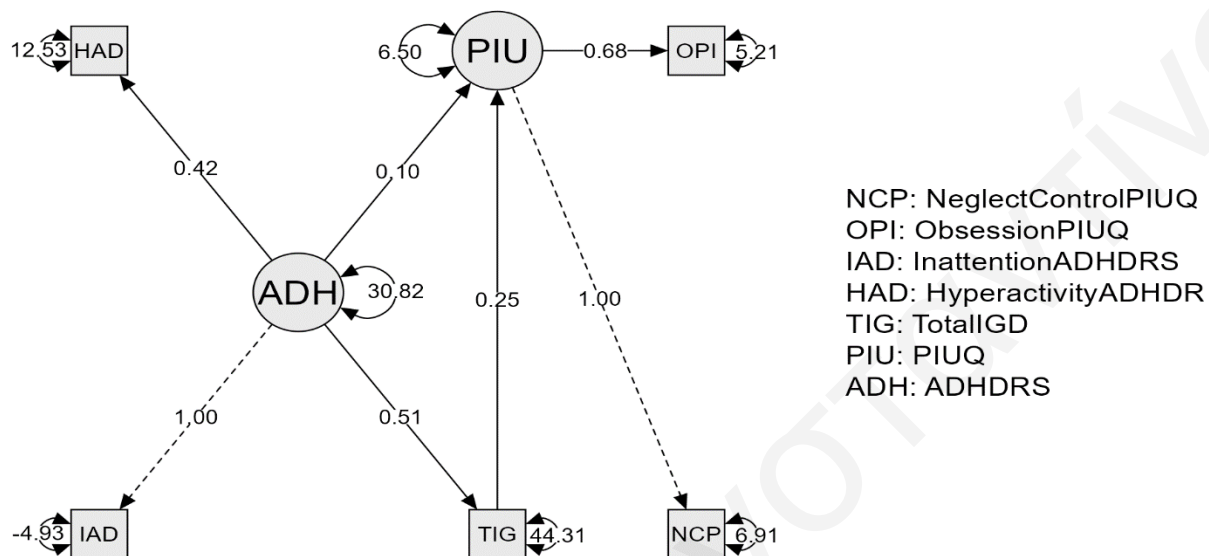 12.53 HAD
6.50 PIU 0.68 OPI 5.21
0.42
0.10
ADH 30.82
0.25
1.00
1.00
0.51
-4.93 IAD
TIG 44.31
NCP 6.91
NCP: NeglectControlPIUQ
OPI: ObsessionPIUQ
IAD: InattentionADHDRS
HAD: HyperactivityADHDR
TIG: TotalIGD
PIU: PIUQ
ADH: ADHDRS